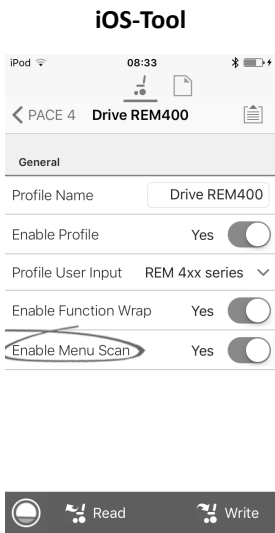 iOS-Tool
iPod 08:33
PACE 4 Drive REM400
General
Profile Name Drive REM400
Enable Profile Yes
Profile User Input REM 4xx series
Enable Function Wrap Yes
Enable Menu Scan Yes
Read Write